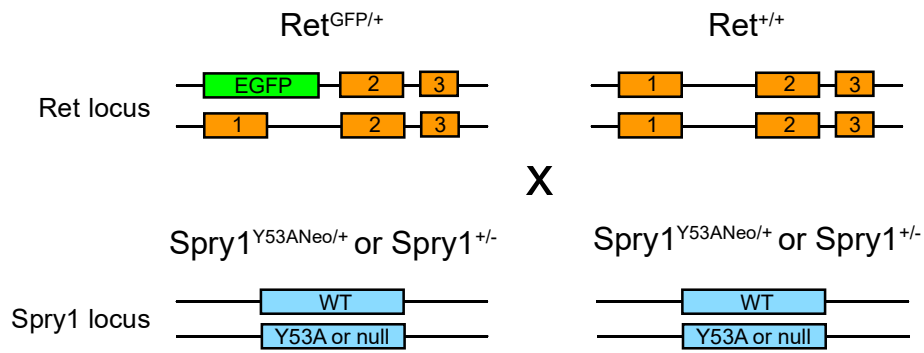 Ret^GFP/+ Ret^+/+
EGFP 2 3 1 2 3
Ret locus
1 2 3 1 2 3
X
Spry1^Y53ANeo/+ or Spry1^+/- Spry1^Y53ANeo/+ or Spry1^+/-
WT WT
Spry1 locus
Y53A or null Y53A or null